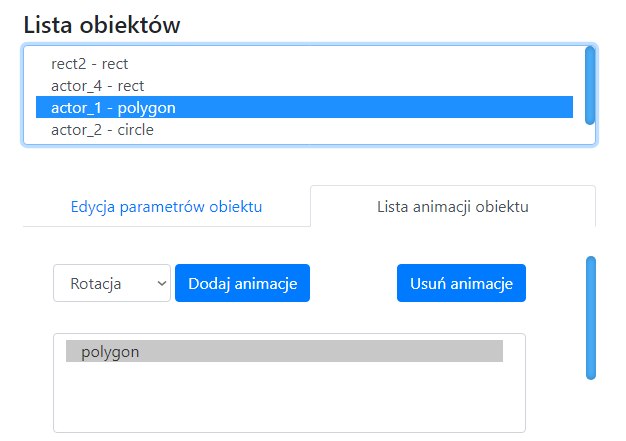 Lista obiektów
rect2 - rect
actor_4 - rect
actor_1 - polygon
actor_2 - circle
Edycja parametrów obiektu
Lista animacji obiektu
Rotacja
Dodaj animacje
Usuń animacje
polygon